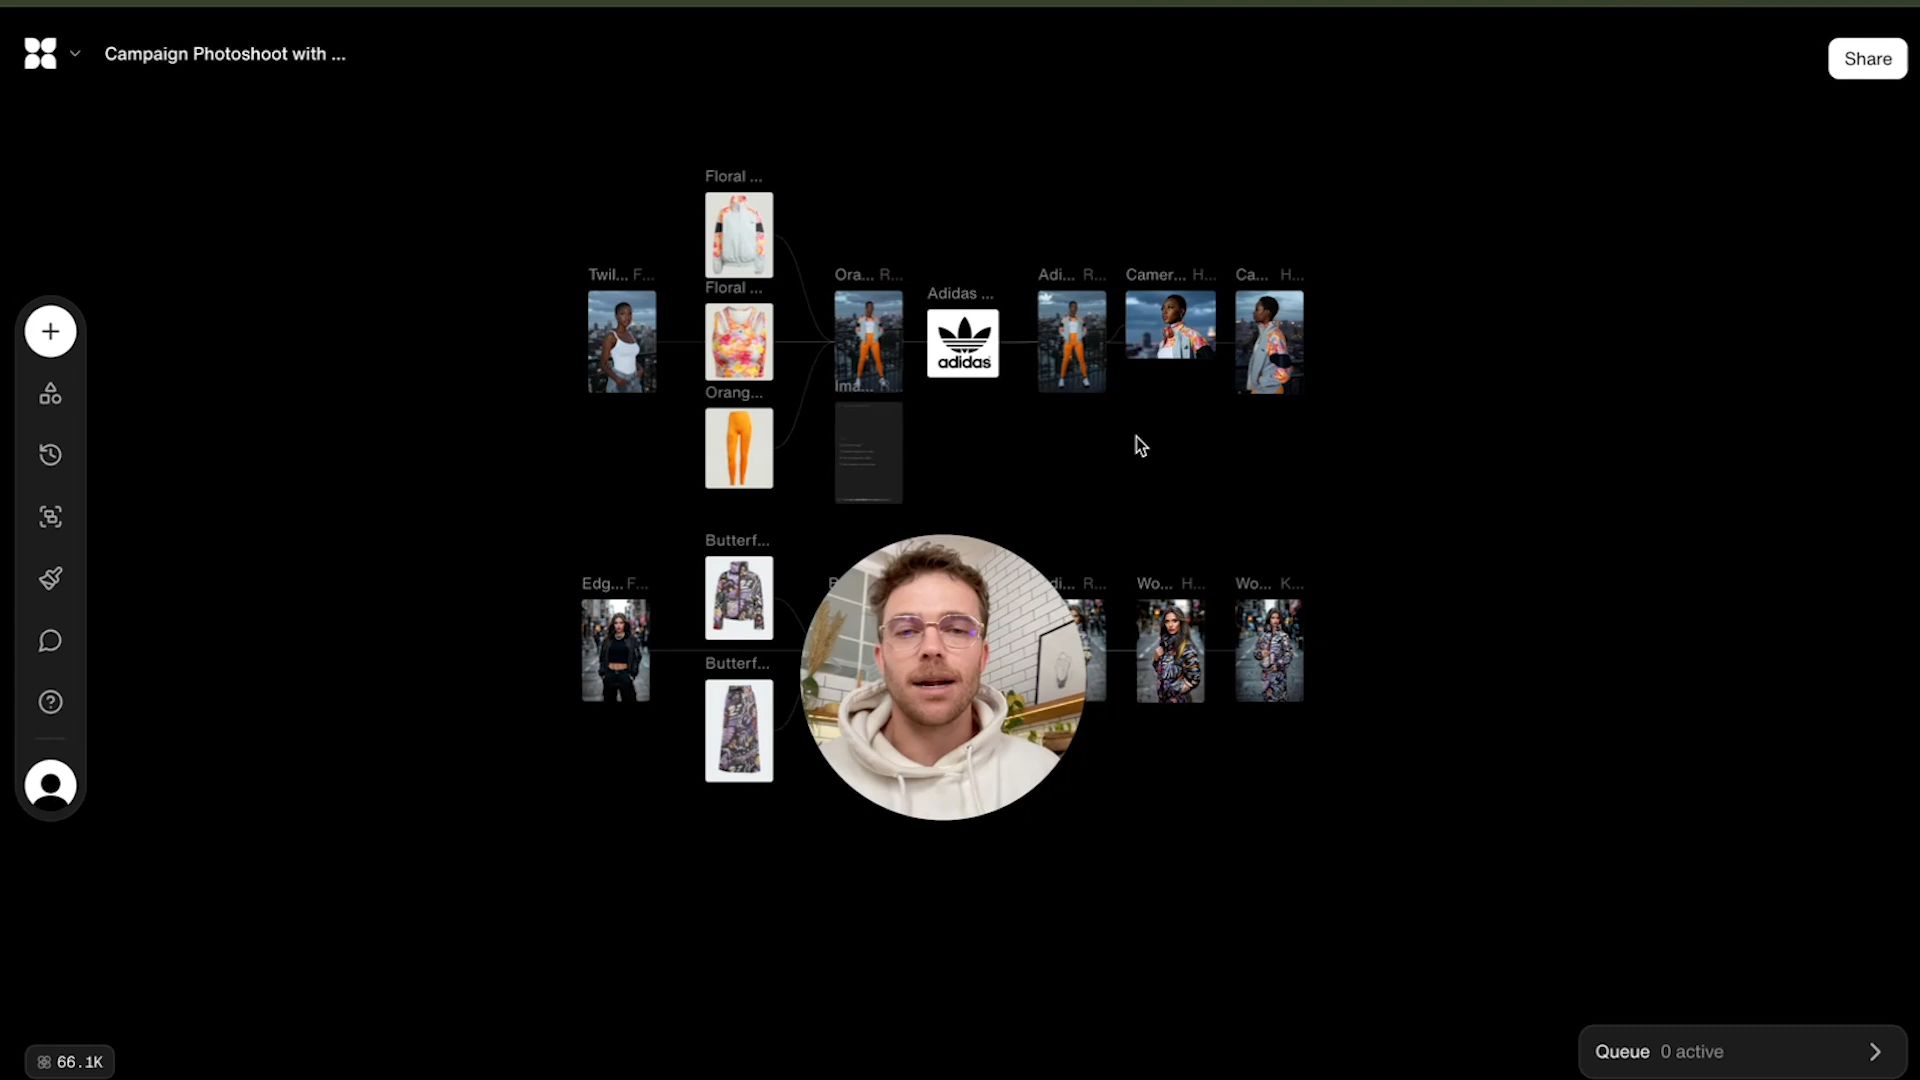 Campaign Photoshoot with ...
Share
Floral ...
Floral ...
Twil... F...
Ora... R...
Adidas ...
adidas
Adi... R...
Camer... H...
Ca... H...
Orang...
Ima...
Butterf...
Edg... F...
R...
Wo... H...
Wo... K...
Butterf...
66.1K
Queue 0 active